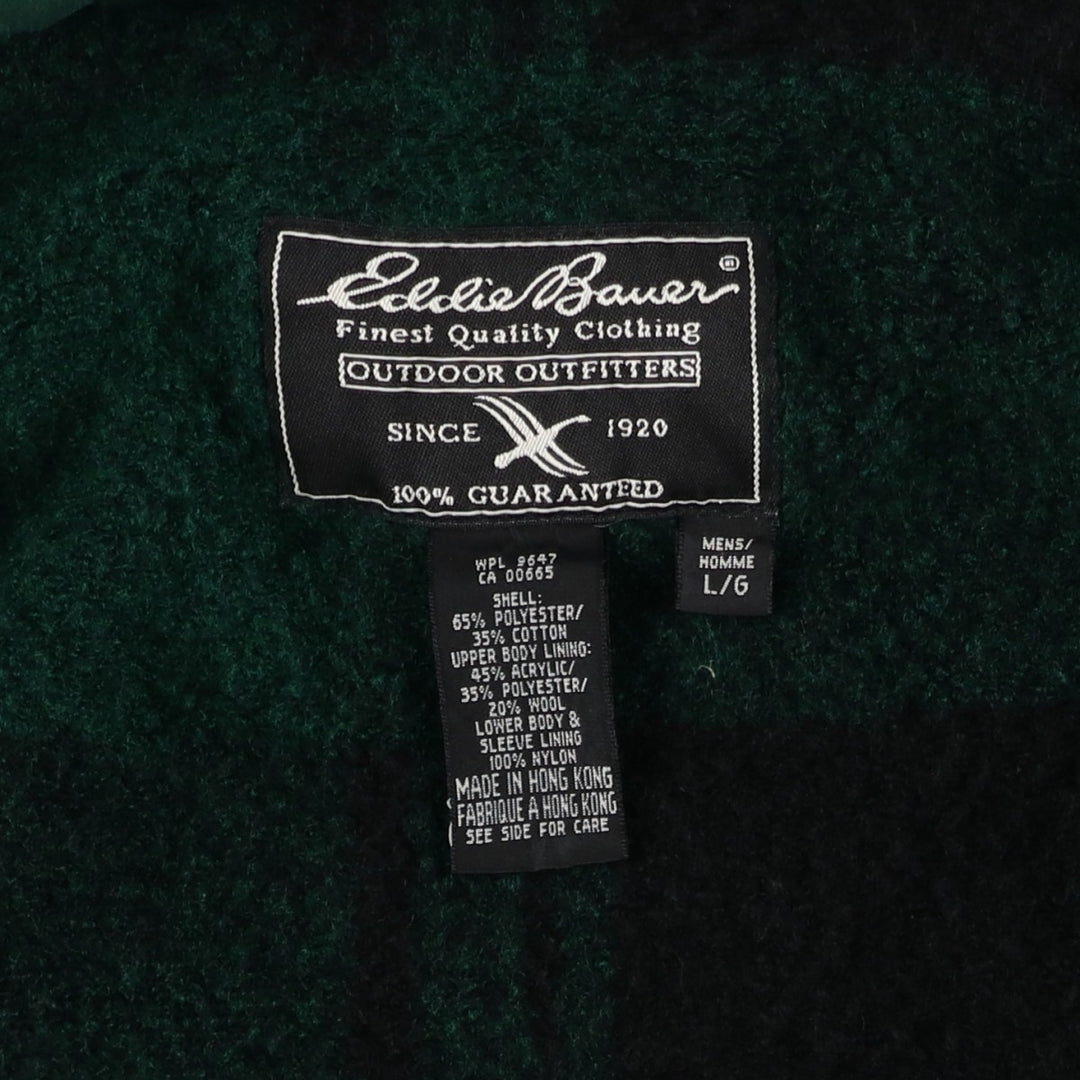 Eddie Bauer ®
Finest Quality Clothing
OUTDOOR OUTFITTERS
SINCE 1920
100% GUARANTEED
WPL 9647
CA 00665
SHELL:
65% POLYESTER/
35% COTTON
UPPER BODY LINING:
45% ACRYLIC/
35% POLYESTER/
20% WOOL
LOWER BODY &
SLEEVE LINING
100% NYLON
MADE IN HONG KONG
FABRIQUE A HONG KONG
SEE SIDE FOR CARE
MENS/
HOMME
L/G